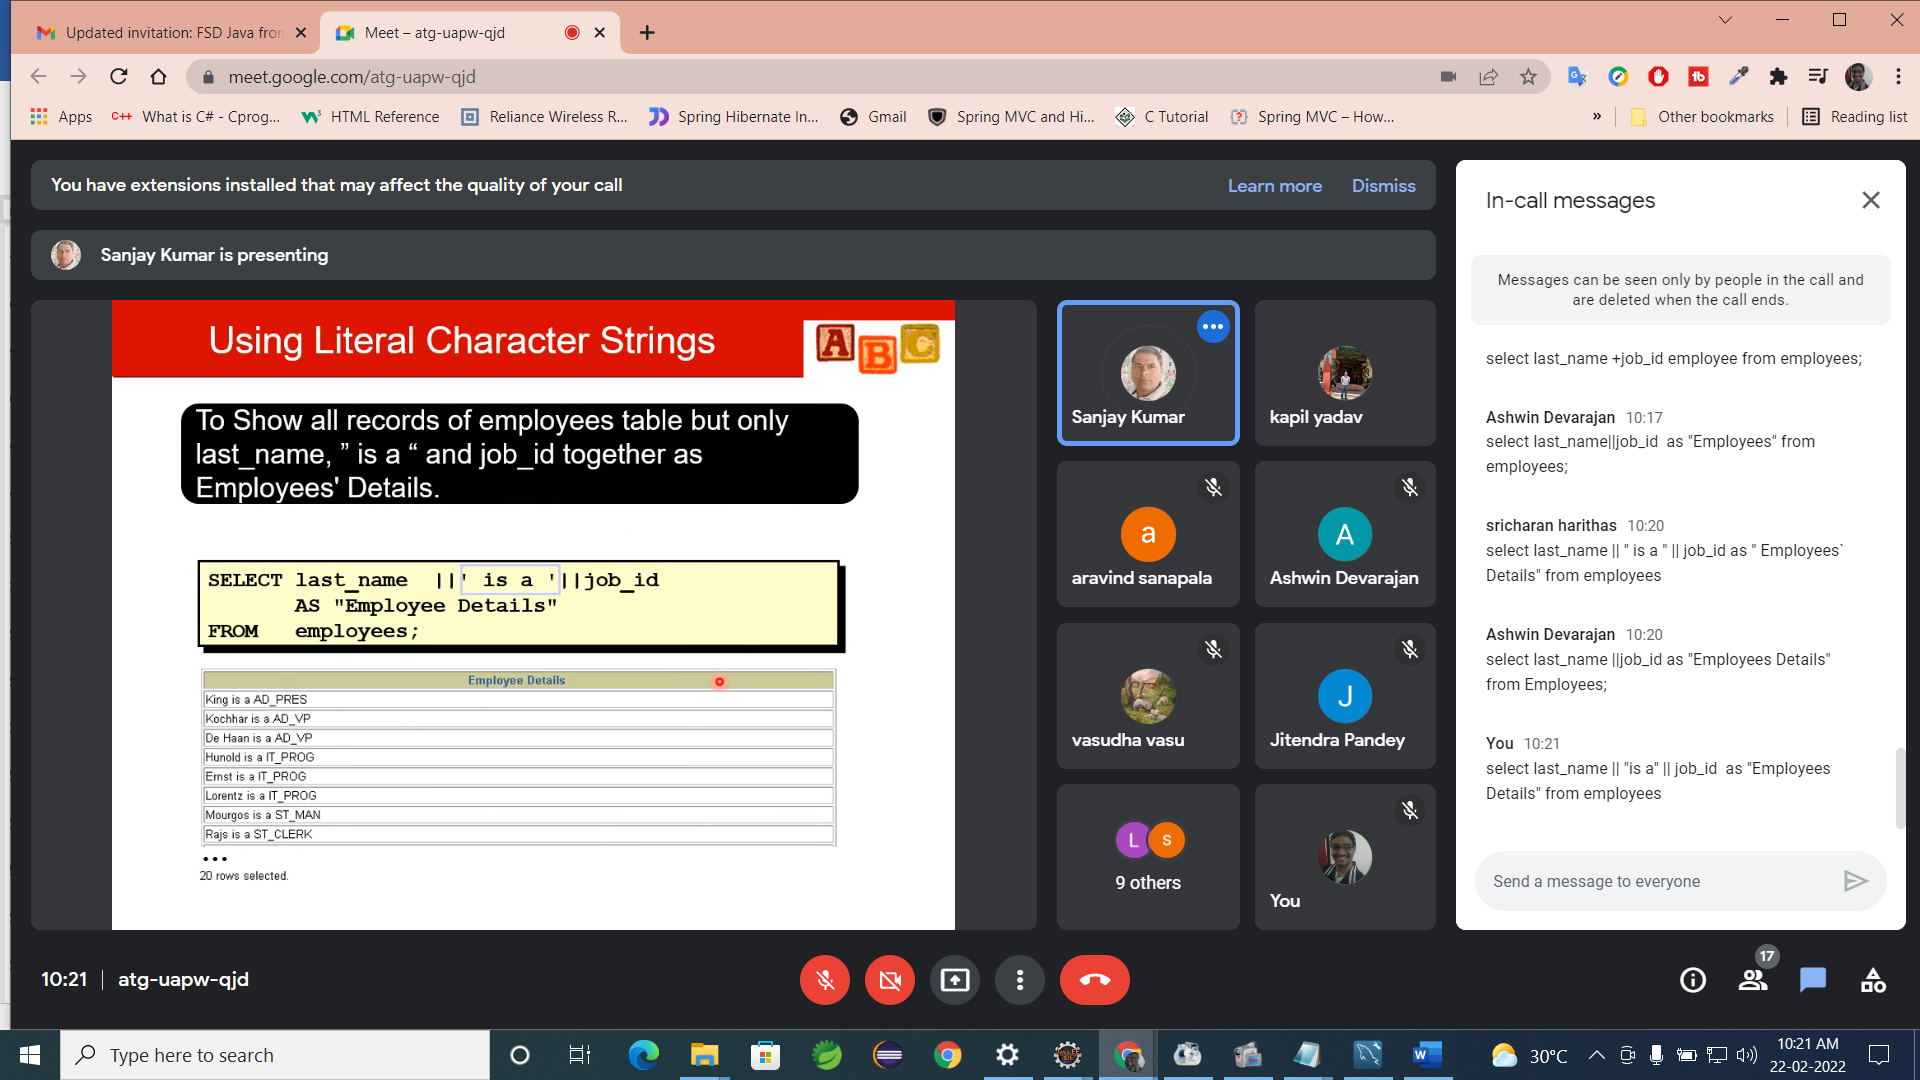 Updated invitation: FSD Java fron
Meet – atg-uapw-qjd
meet.google.com/atg-uapw-qjd
Apps
What is C# - Cprog...
HTML Reference
Reliance Wireless R...
Spring Hibernate In...
Gmail
Spring MVC and Hi...
C Tutorial
Spring MVC – How...
»
Other bookmarks
Reading list
You have extensions installed that may affect the quality of your call
Learn more
Dismiss
Sanjay Kumar is presenting
Using Literal Character Strings
A B C
To Show all records of employees table but only
last_name, ” is a “ and job_id together as
Employees' Details.
SELECT last_name ||' is a '||job_id
AS "Employee Details"
FROM employees;
Employee Details
King is a AD_PRES
Kochhar is a AD_VP
De Haan is a AD_VP
Hunold is a IT_PROG
Ernst is a IT_PROG
Lorentz is a IT_PROG
Mourgos is a ST_MAN
Rajs is a ST_CLERK
•••
20 rows selected.
Sanjay Kumar
kapil yadav
a
aravind sanapala
A
Ashwin Devarajan
vasudha vasu
J
Jitendra Pandey
L s
9 others
You
In-call messages
Messages can be seen only by people in the call and
are deleted when the call ends.
select last_name +job_id employee from employees;
Ashwin Devarajan 10:17
select last_name||job_id as "Employees" from
employees;
sricharan harithas 10:20
select last_name || " is a " || job_id as " Employees`
Details" from employees
Ashwin Devarajan 10:20
select last_name ||job_id as "Employees Details"
from Employees;
You 10:21
select last_name || "is a" || job_id as "Employees
Details" from employees
Send a message to everyone
10:21 | atg-uapw-qjd
17
Type here to search
30°C
10:21 AM
22-02-2022